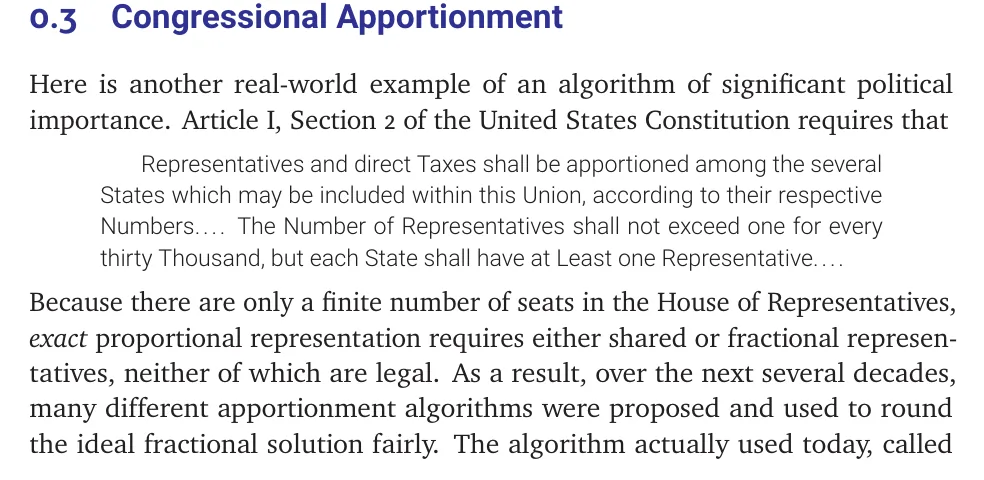 0.3 Congressional Apportionment
Here is another real-world example of an algorithm of significant political
importance. Article I, Section 2 of the United States Constitution requires that
Representatives and direct Taxes shall be apportioned among the several
States which may be included within this Union, according to their respective
Numbers.... The Number of Representatives shall not exceed one for every
thirty Thousand, but each State shall have at Least one Representative....
Because there are only a finite number of seats in the House of Representatives,
exact proportional representation requires either shared or fractional represen-
tatives, neither of which are legal. As a result, over the next several decades,
many different apportionment algorithms were proposed and used to round
the ideal fractional solution fairly. The algorithm actually used today, called